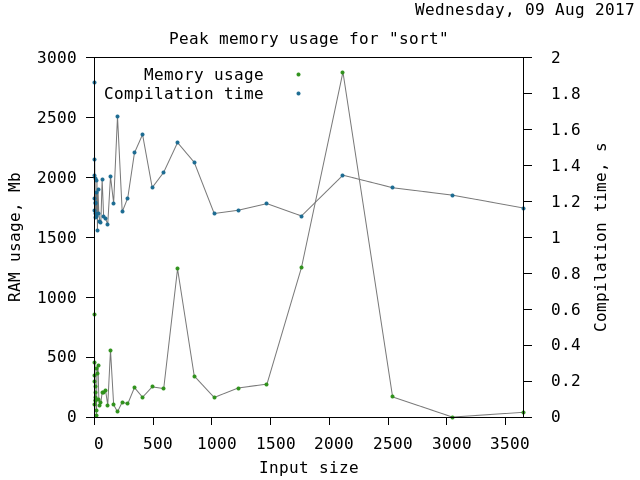 Wednesday, 09 Aug 2017
Peak memory usage for "sort"
Memory usage
Compilation time
3000
2500
2000
1500
1000
500
0
RAM usage, Mb
2
1.8
1.6
1.4
1.2
1
0.8
0.6
0.4
0.2
0
Compilation time, s
0 500 1000 1500 2000 2500 3000 3500
Input size